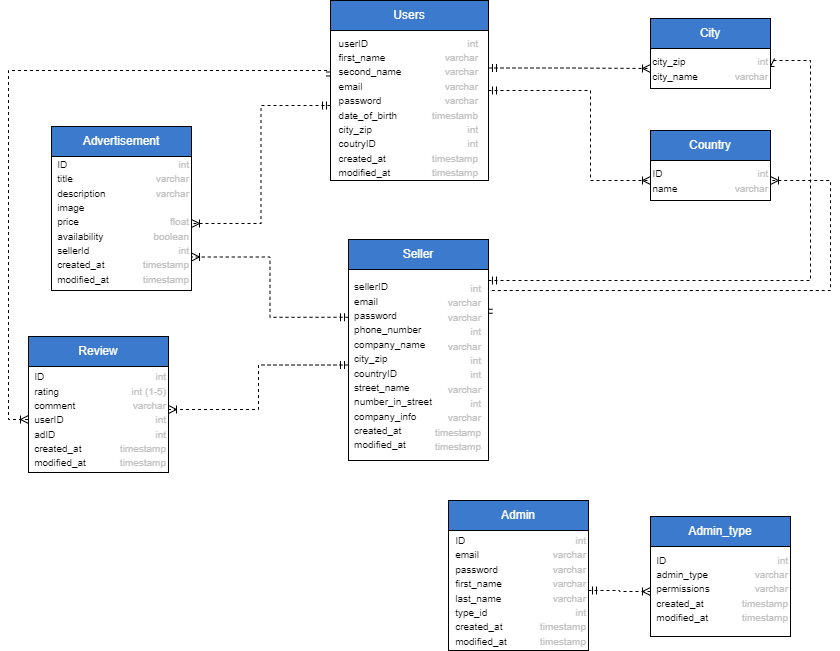 Users
userID int
first_name varchar
second_name varchar
email varchar
password varchar
date_of_birth timestamb
city_zip int
coutryID int
created_at timestamp
modified_at timestamp
City
city_zip int
city_name varchar
Country
ID int
name varchar
Advertisement
ID int
title varchar
description varchar
image
price float
availability boolean
sellerId int
created_at timestamp
modified_at timestamp
Seller
sellerID int
email varchar
password varchar
phone_number int
company_name varchar
city_zip int
countryID int
street_name varchar
number_in_street int
company_info varchar
created_at timestamp
modified_at timestamp
Review
ID int
rating int (1-5)
comment varchar
userID int
adID int
created_at timestamp
modified_at timestamp
Admin
ID int
email varchar
password varchar
first_name varchar
last_name varchar
type_id int
created_at timestamp
modified_at timestamp
Admin_type
ID int
admin_type varchar
permissions varchar
created_at timestamp
modified_at timestamp